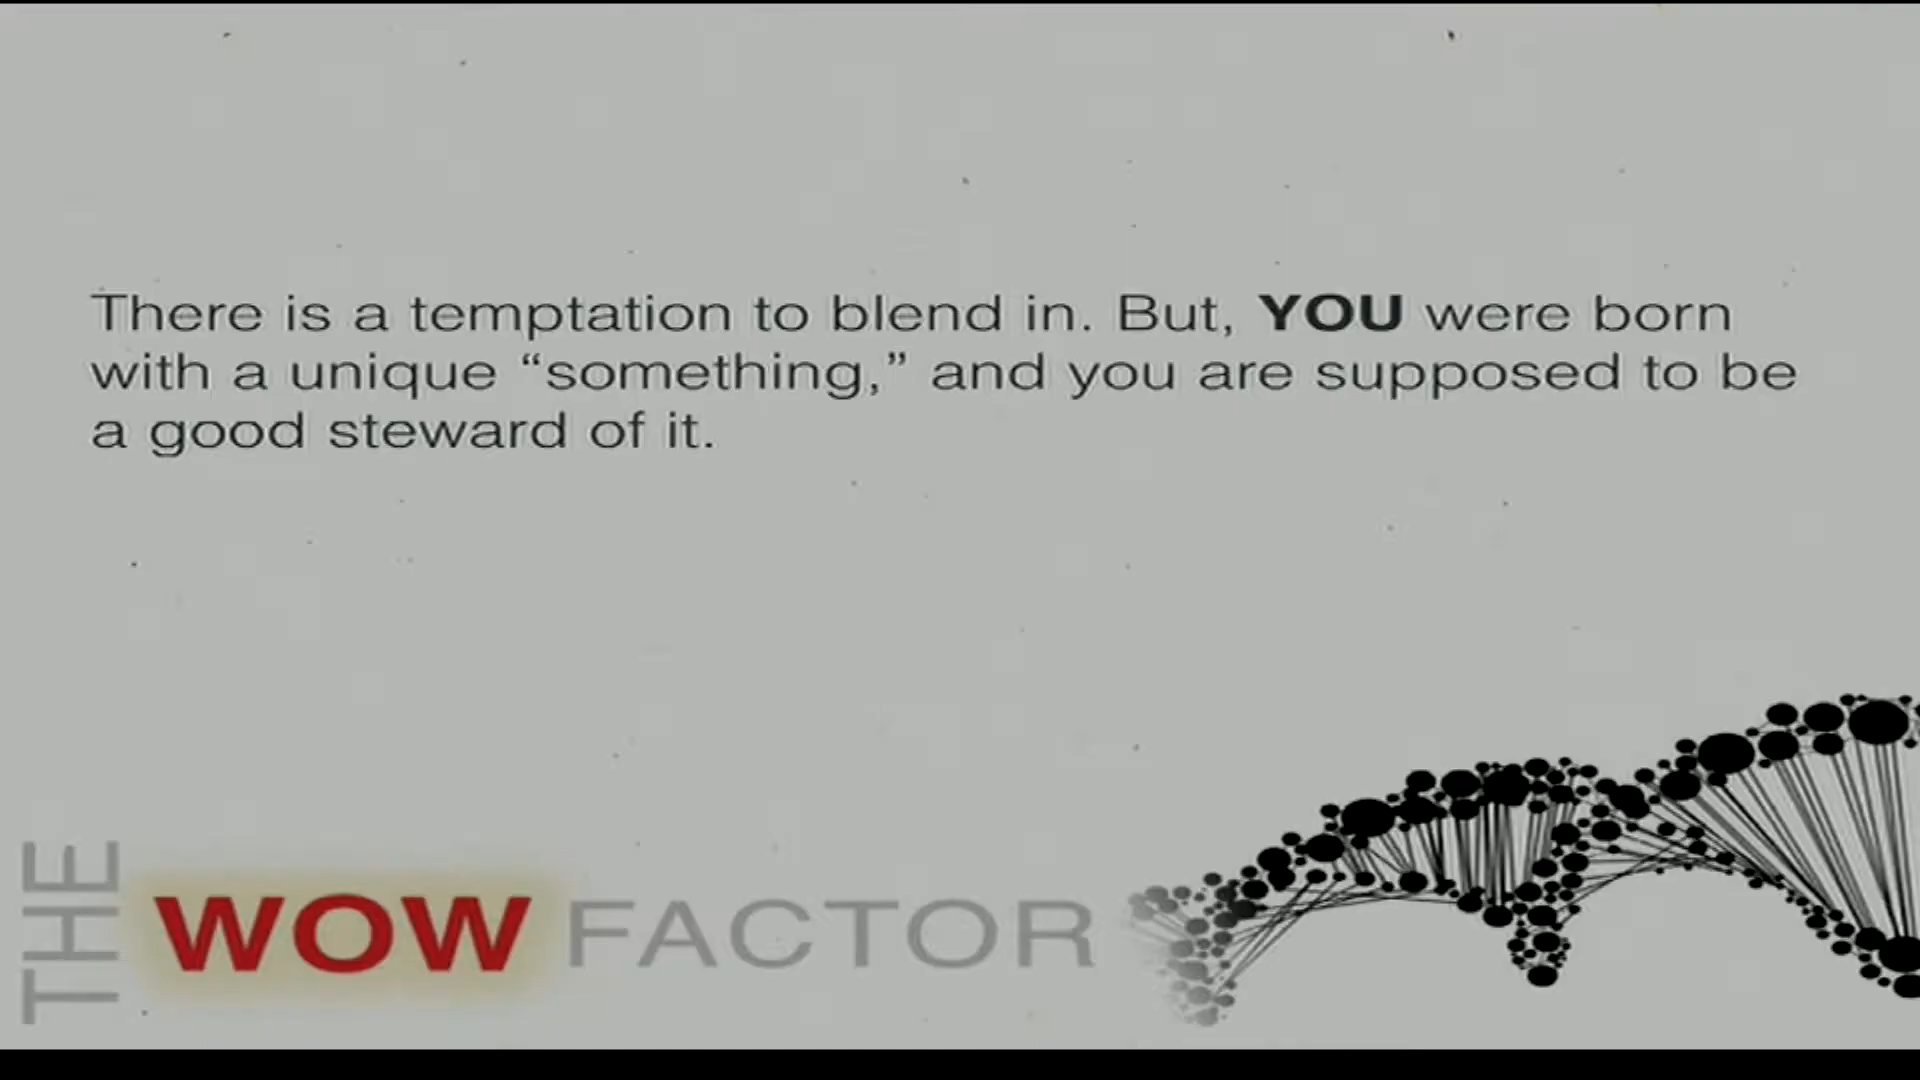 There is a temptation to blend in. But, YOU were born
with a unique “something,” and you are supposed to be
a good steward of it.
THE WOW FACTOR